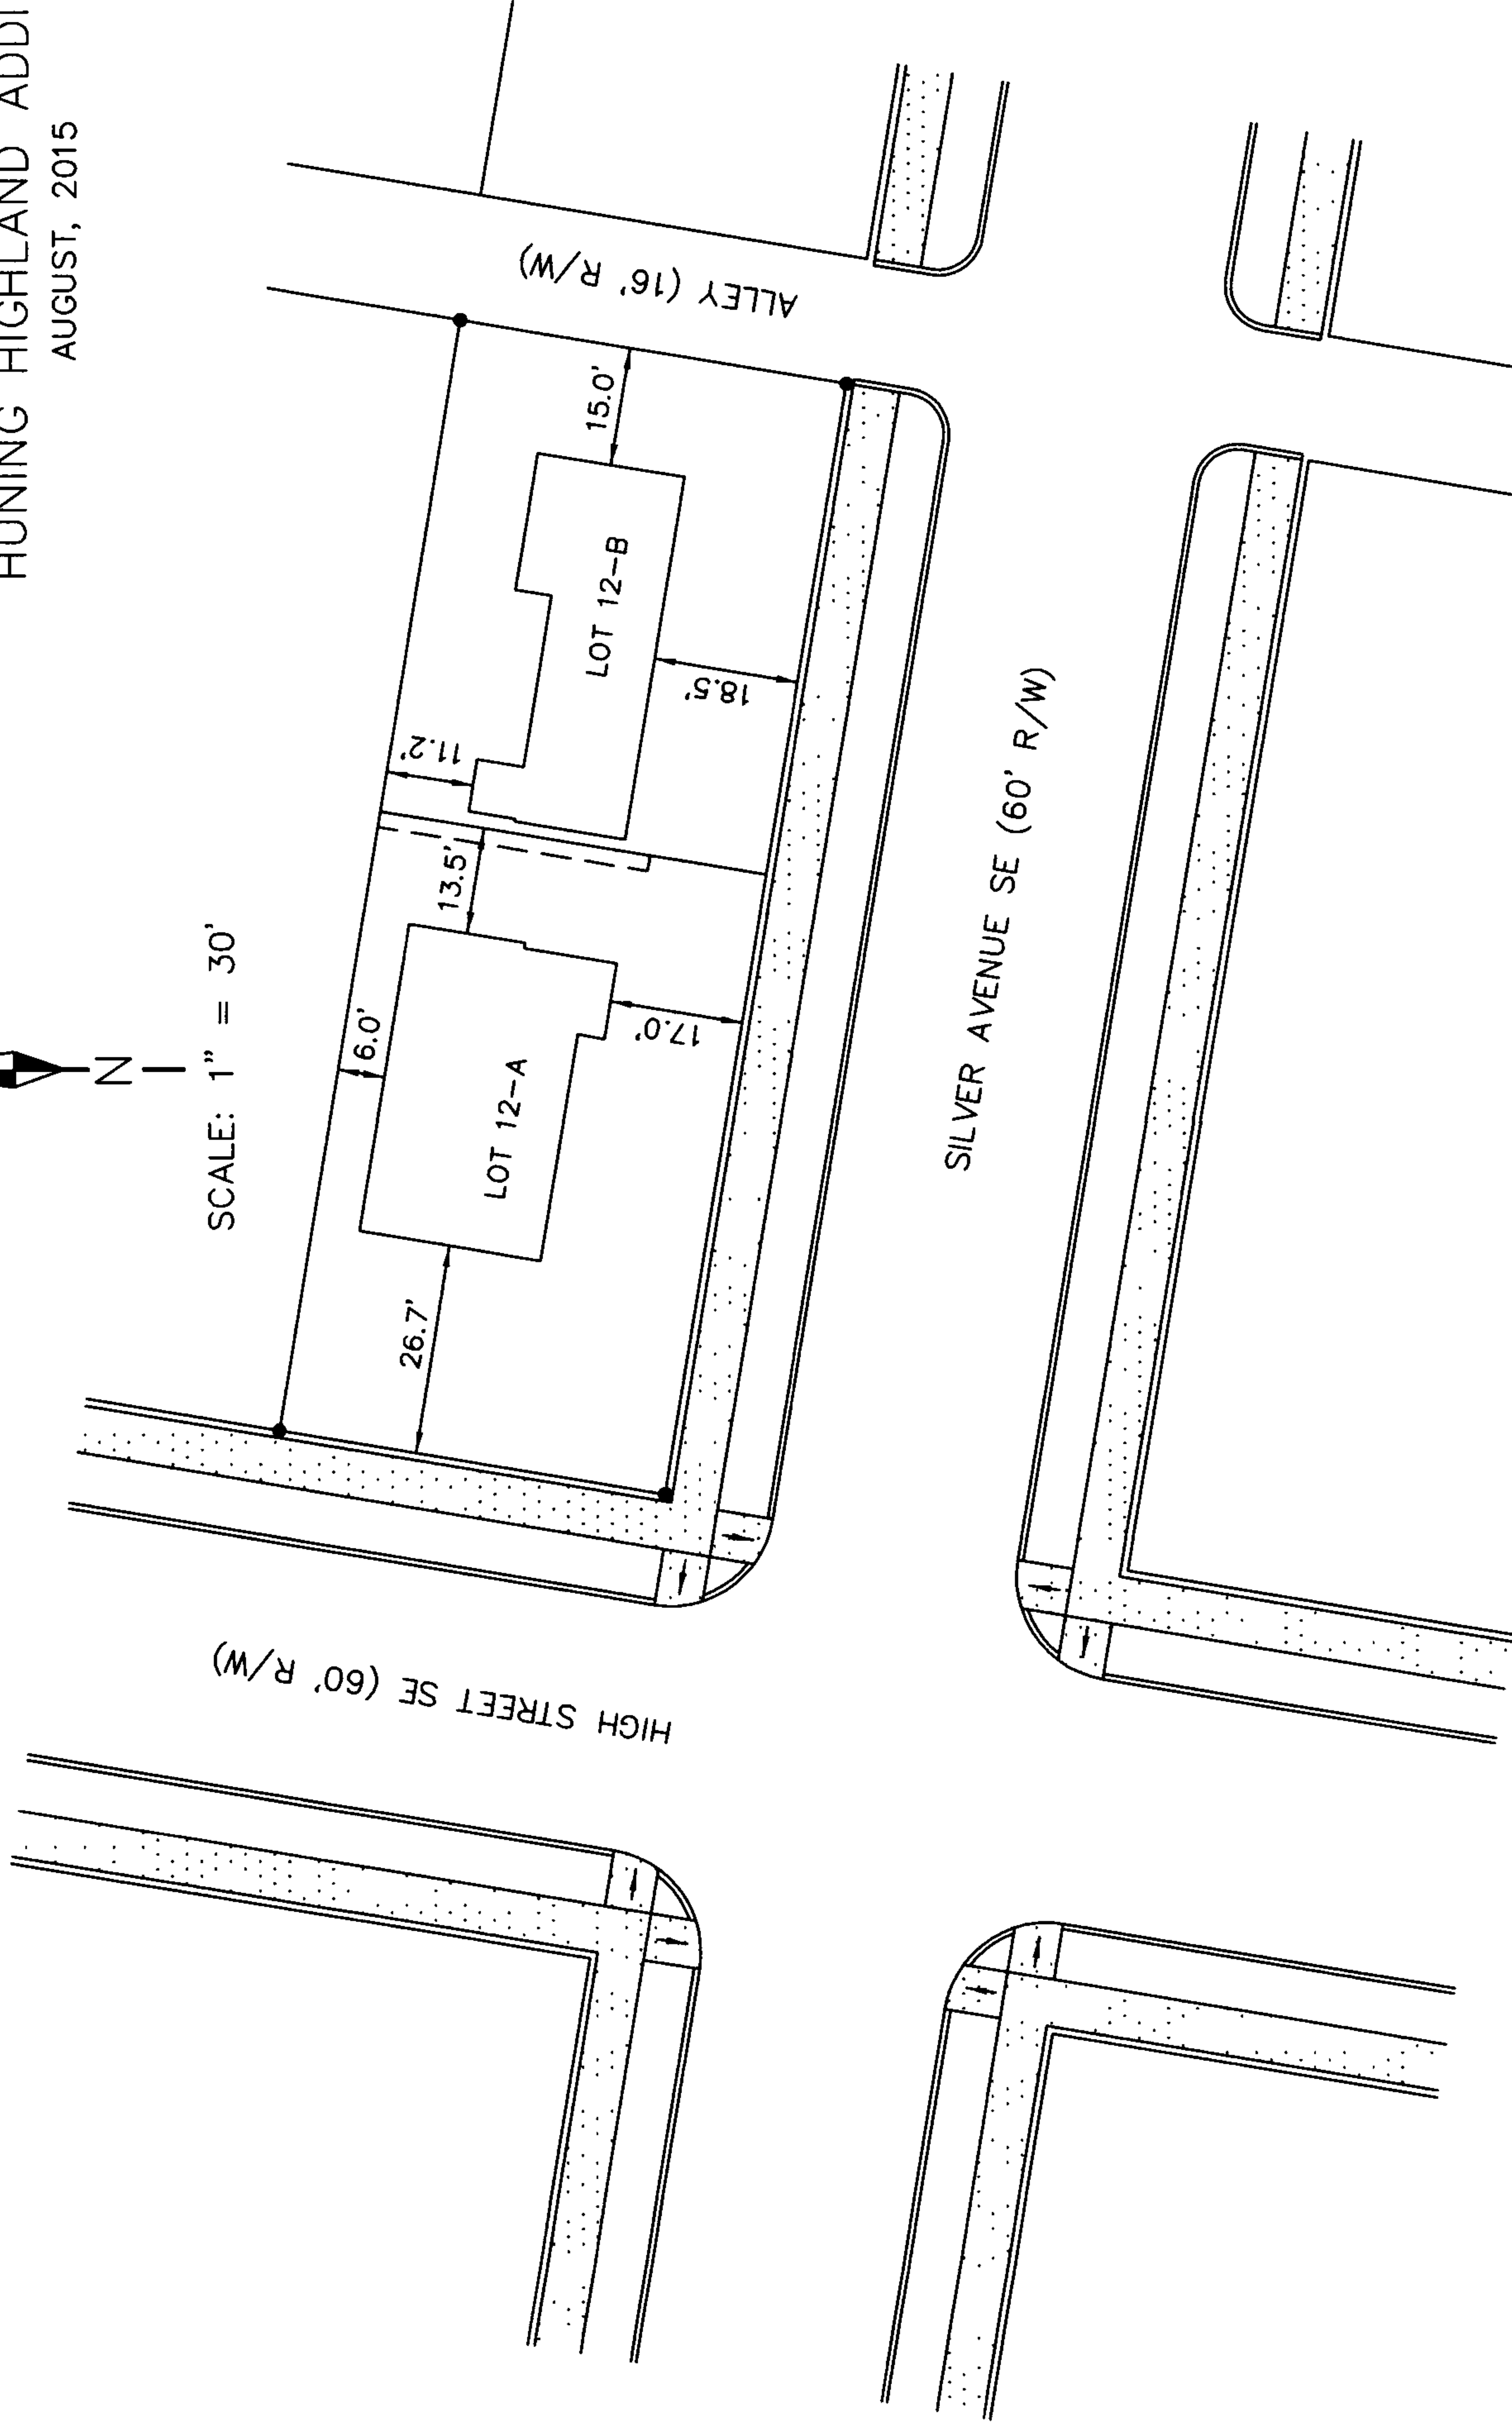 HUNING HIGHLAND ADDI
AUGUST, 2015
N
SCALE: 1" = 30'
ALLEY (16' R/W)
15.0'
LOT 12-B
18.5'
11.2'
13.5'
6.0'
LOT 12-A
17.0'
26.7'
SILVER AVENUE SE (60' R/W)
HIGH STREET SE (60' R/W)